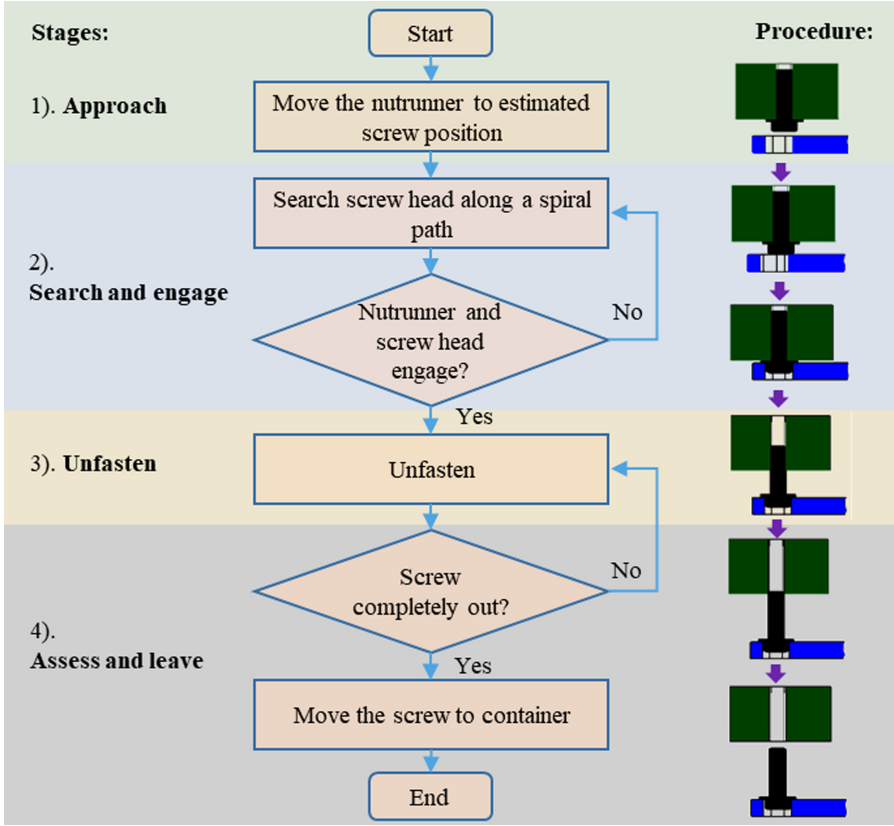 Stages:
Start
Procedure:
1). Approach
Move the nutrunner to estimated
screw position
Search screw head along a spiral
path
2).
Search and engage
Nutrunner and
screw head
engage?
No
Yes
3). Unfasten
Unfasten
Screw
completely out?
No
4).
Assess and leave
Yes
Move the screw to container
End